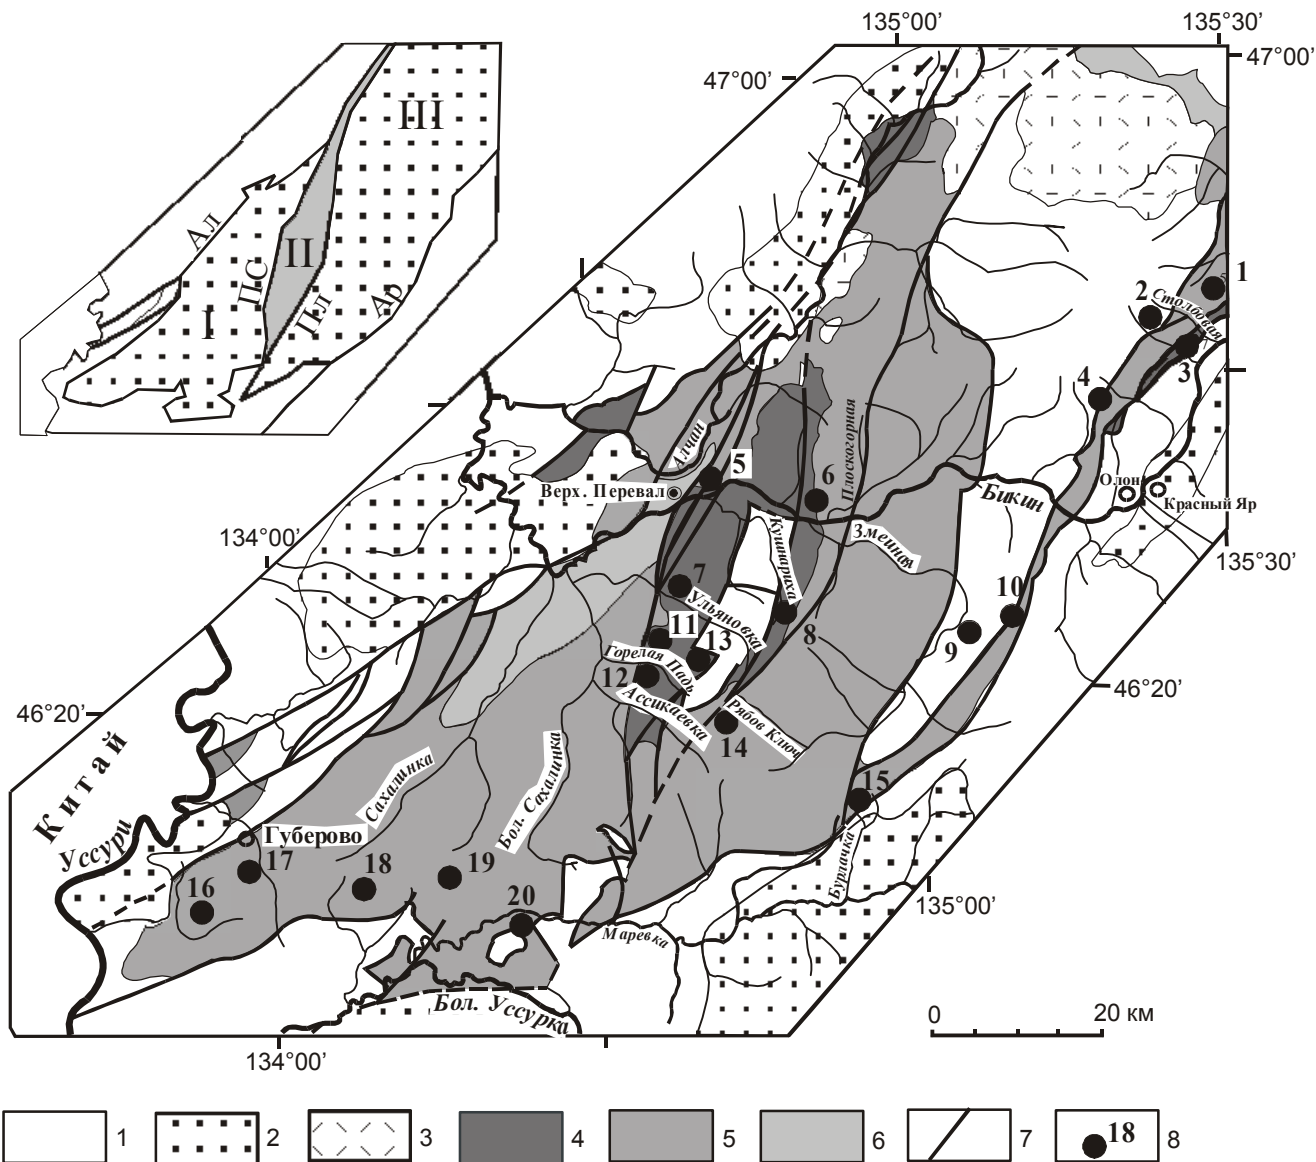 135°00’
135°30’
47°00’
47°00’
III
Ал
II
ПС
I
Пл
Ар
1
2
Столбовая
3
4
Плоскогорная
Алчан
5
6
Верх. Перевал
Бикин
Олон
Красный Яр
134°00’
Кушнариха
Змеиная
135°30’
7
Ульяновка
10
11
8
9
13
Горелая Падь
12
Ассикаевка
46°20’
46°20’
Рябов Ключ
14
Китай
Сахалинка
Бол. Сахалинка
15
Уссури
Губерово
17
18
19
Бурлачка
16
20
135°00’
Маревка
Бол. Уссурка
0 20 км
134°00’
1 2 3 4 5 6 7 18 8